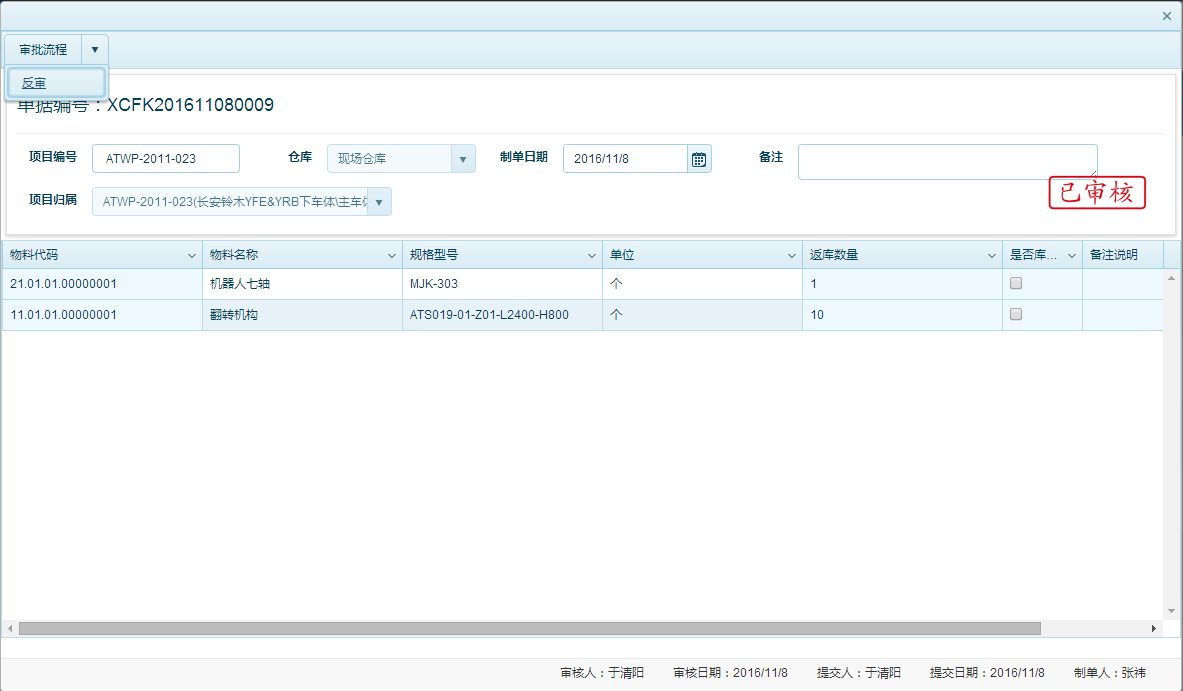 审批流程
反审
单据编号：XCFK201611080009
项目编号 ATWP-2011-023 仓库 现场仓库 制单日期 2016/11/8 备注
项目归属 ATWP-2011-023(长安铃木YFE&YRB下车体\主车体
已审核
物料代码 物料名称 规格型号 单位 返库数量 是否库... 备注说明
21.01.01.00000001 机器人七轴 MJK-303 个 1
11.01.01.00000001 翻转机构 ATS019-01-Z01-L2400-H800 个 10
审核人：于清阳 审核日期：2016/11/8 提交人：于清阳 提交日期：2016/11/8 制单人：张祎